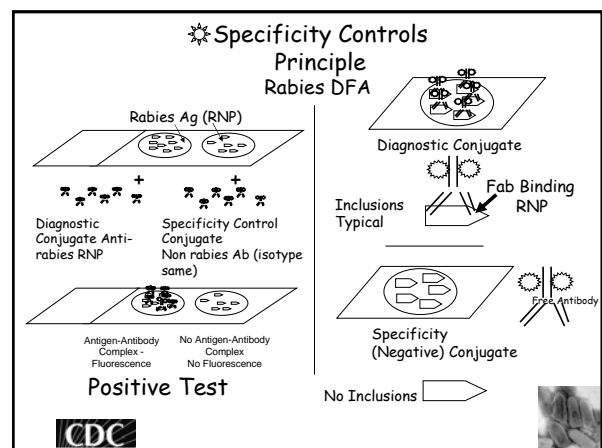 Specificity Controls
Principle
Rabies DFA
Rabies Ag (RNP)
+ +
Diagnostic
Conjugate Anti-
rabies RNP
Specificity Control
Conjugate
Non rabies Ab (isotype
same)
Antigen-Antibody
Complex -
Fluorescence
No Antigen-Antibody
Complex
No Fluorescence
Positive Test
CDC
Diagnostic Conjugate
Inclusions
Typical
Fab Binding
RNP
Free Antibody
Specificity
(Negative) Conjugate
No Inclusions